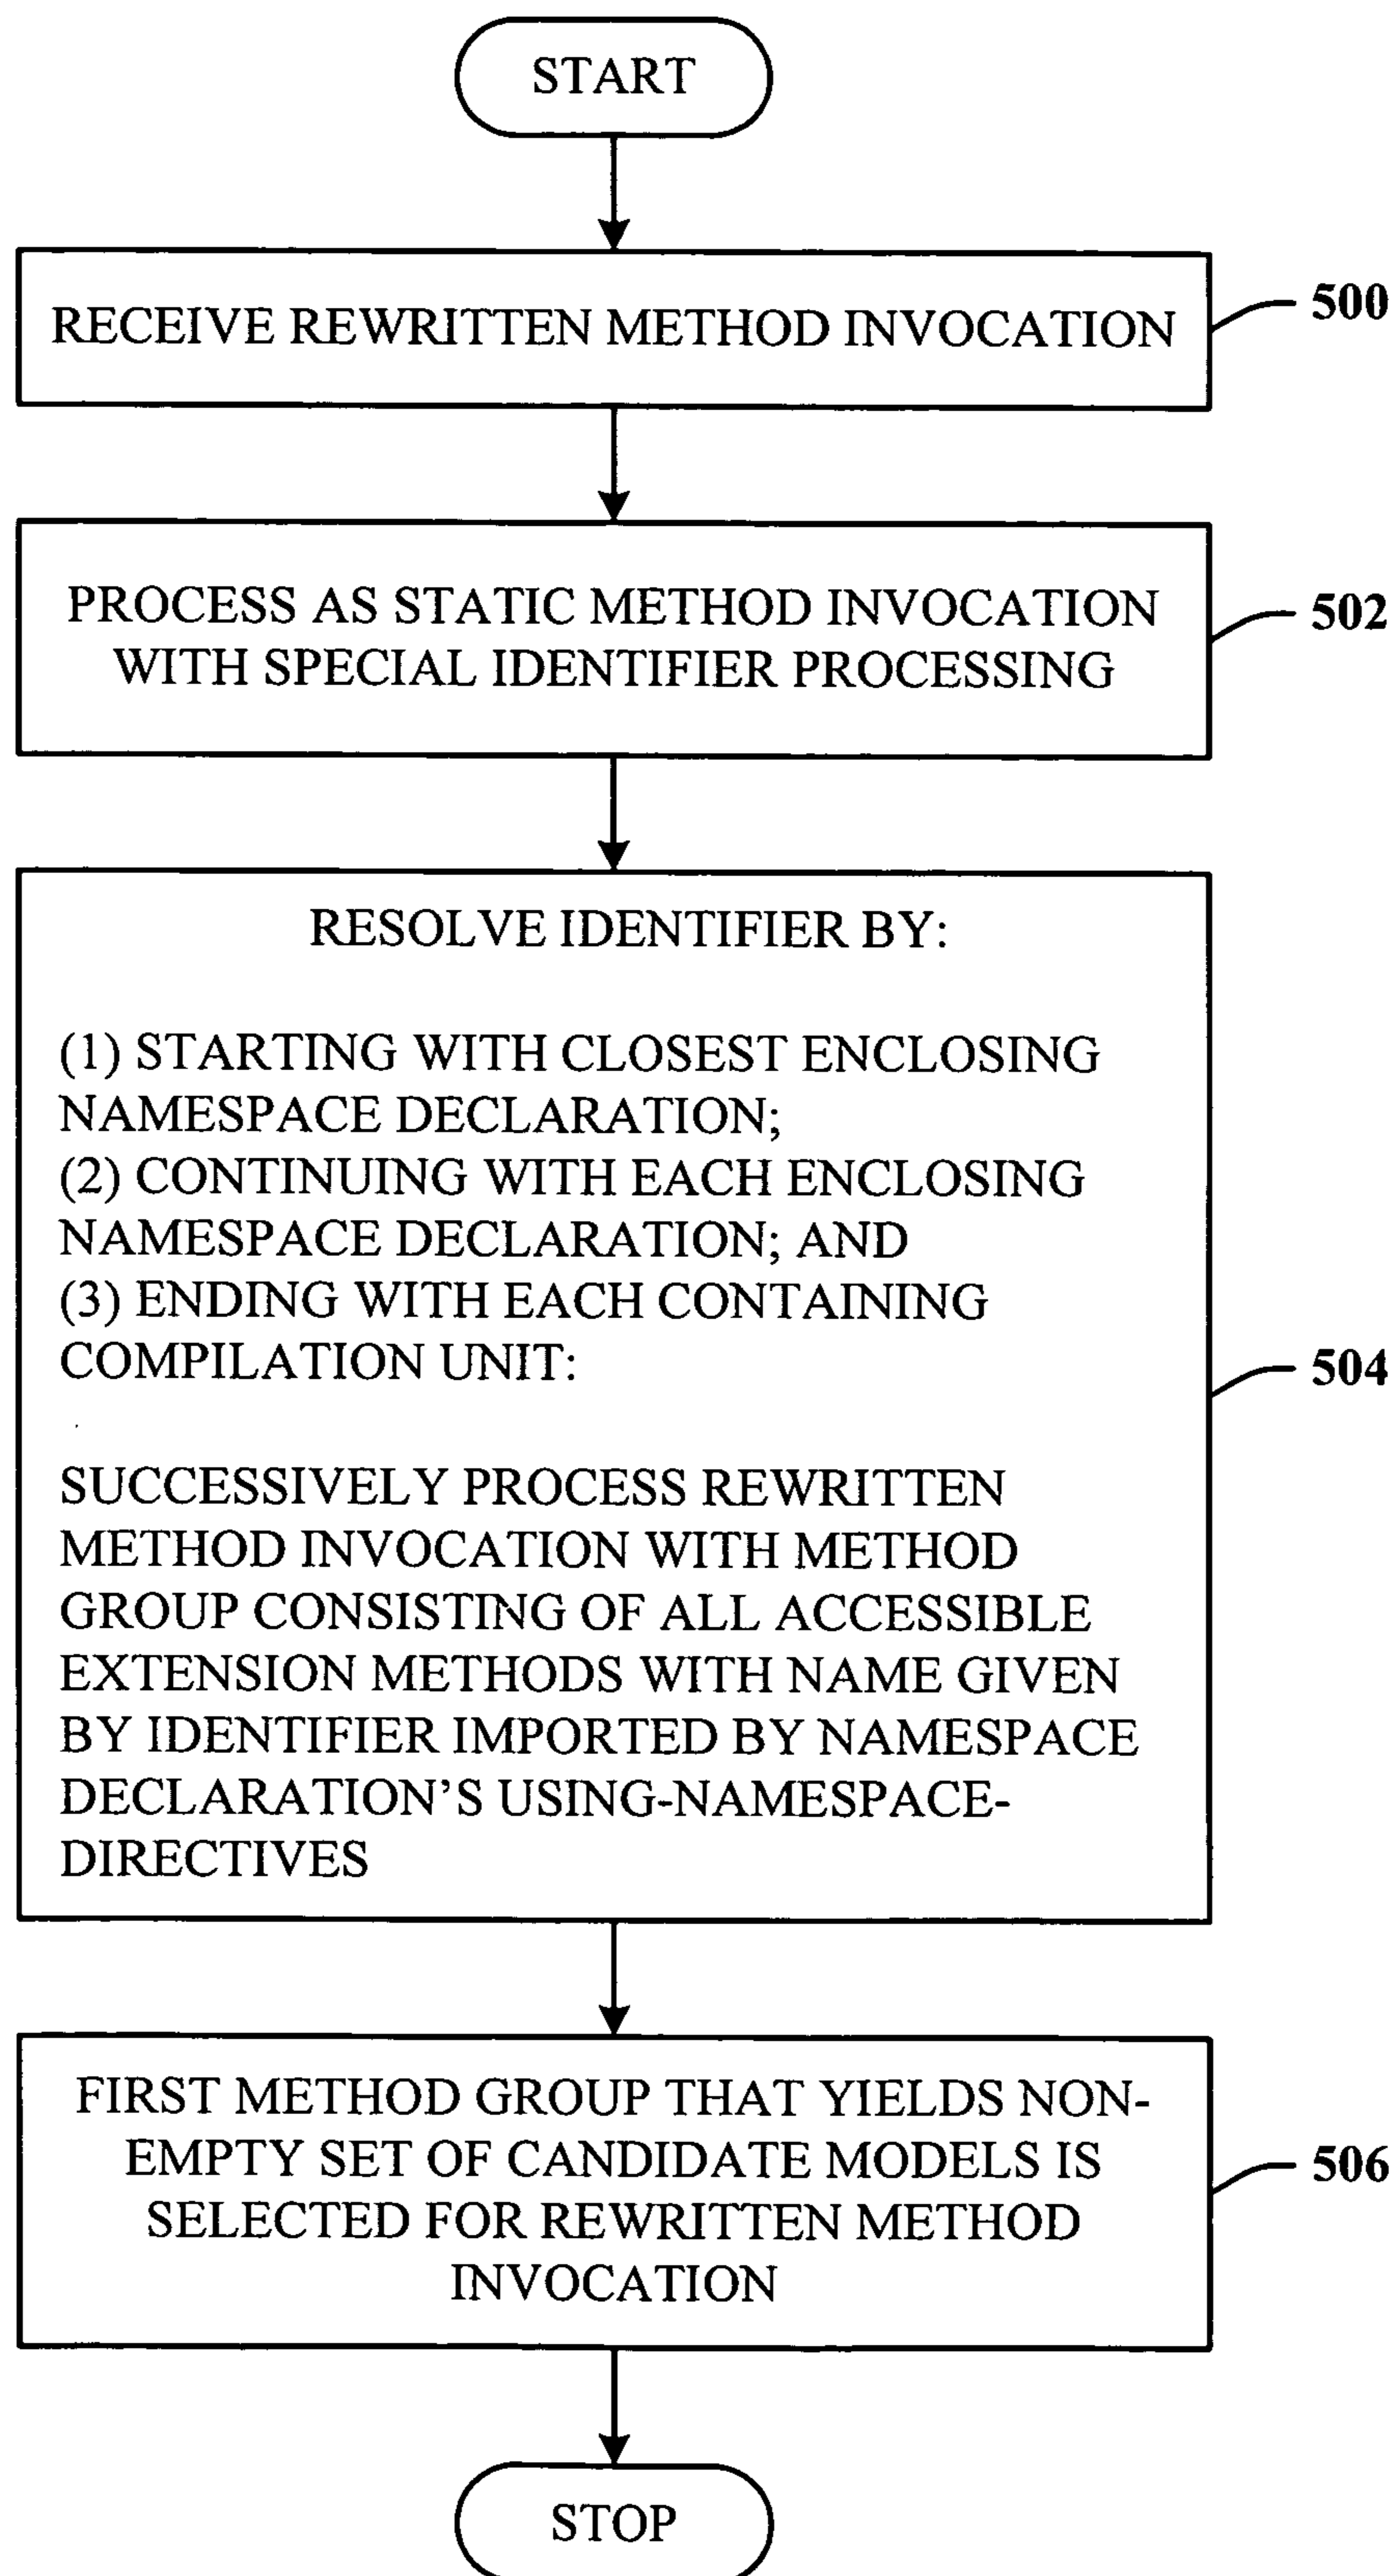 START
RECEIVE REWRITTEN METHOD INVOCATION
500
PROCESS AS STATIC METHOD INVOCATION
WITH SPECIAL IDENTIFIER PROCESSING
502
RESOLVE IDENTIFIER BY:
(1) STARTING WITH CLOSEST ENCLOSING
NAMESPACE DECLARATION;
(2) CONTINUING WITH EACH ENCLOSING
NAMESPACE DECLARATION; AND
(3) ENDING WITH EACH CONTAINING
COMPILATION UNIT:
SUCCESSIVELY PROCESS REWRITTEN
METHOD INVOCATION WITH METHOD
GROUP CONSISTING OF ALL ACCESSIBLE
EXTENSION METHODS WITH NAME GIVEN
BY IDENTIFIER IMPORTED BY NAMESPACE
DECLARATION’S USING-NAMESPACE-
DIRECTIVES
504
FIRST METHOD GROUP THAT YIELDS NON-
EMPTY SET OF CANDIDATE MODELS IS
SELECTED FOR REWRITTEN METHOD
INVOCATION
506
STOP